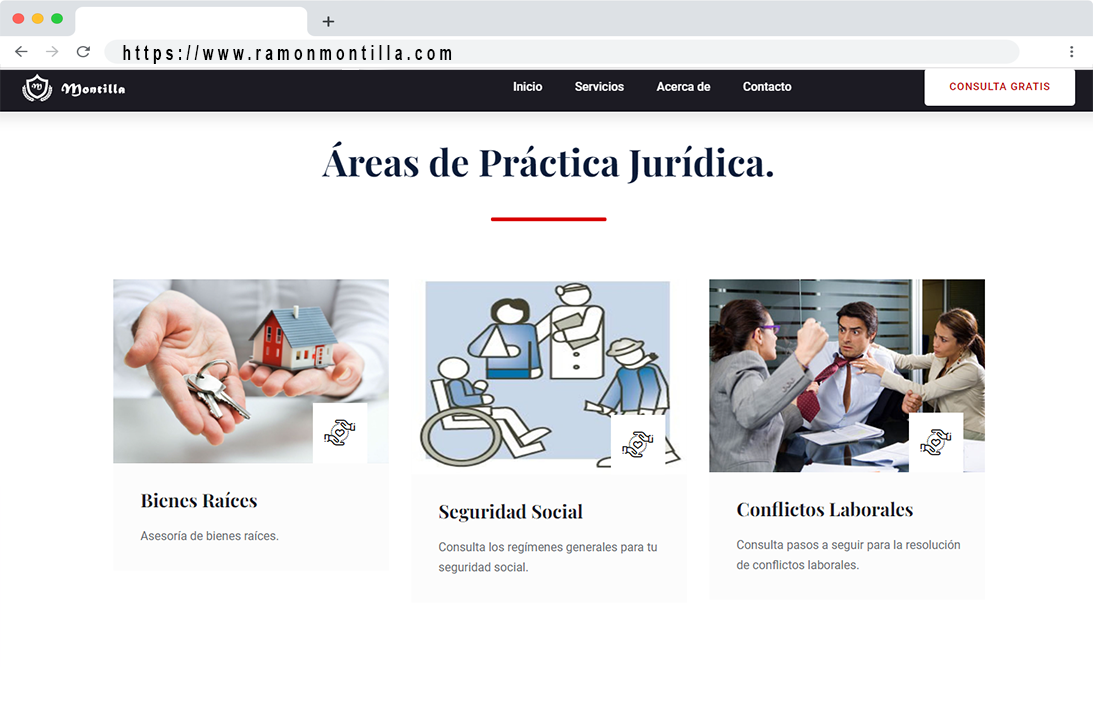 https://www.ramonmontilla.com
Montilla
Inicio Servicios Acerca de Contacto
CONSULTA GRATIS
Áreas de Práctica Jurídica.
Bienes Raíces
Asesoría de bienes raíces.
Seguridad Social
Consulta los regímenes generales para tu
seguridad social.
Conflictos Laborales
Consulta pasos a seguir para la resolución
de conflictos laborales.